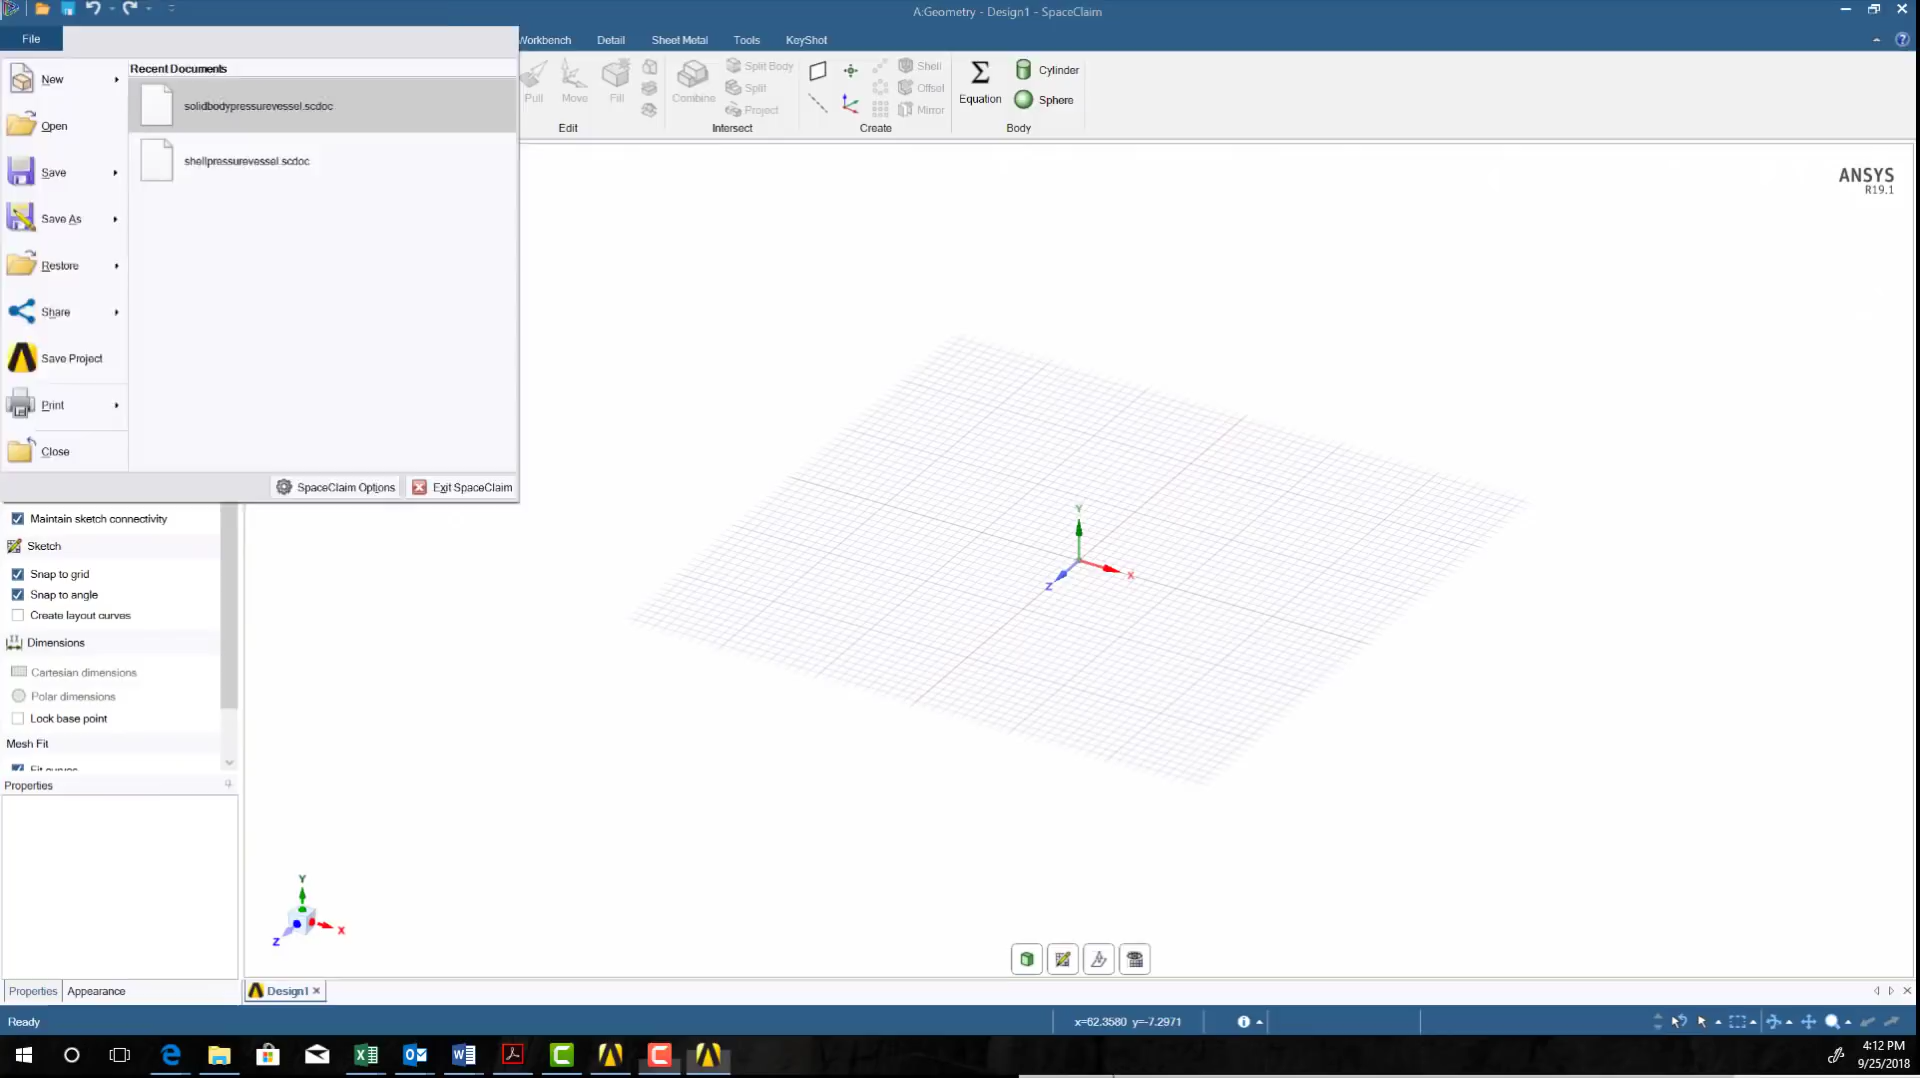 A:Geometry - Design1 - SpaceClaim
File
Workbench
Detail
Sheet Metal
Tools
KeyShot
New
Open
Save
Save As
Restore
Share
Save Project
Print
Close
Recent Documents
solidbodypressurevessel.scdoc
shellpressurevessel.scdoc
SpaceClaim Options
Exit SpaceClaim
Pull
Move
Fill
Edit
Combine
Split Body
Split
Project
Intersect
Shell
Offset
Mirror
Create
Equation
Cylinder
Sphere
Body
ANSYS
R19.1
Maintain sketch connectivity
Sketch
Snap to grid
Snap to angle
Create layout curves
Dimensions
Cartesian dimensions
Polar dimensions
Lock base point
Mesh Fit
Fit curves
Properties
Y
X
Z
Y
X
Z
Properties
Appearance
Design1
Ready
x=62.3580 y=-7.2971
4:12 PM
9/25/2018